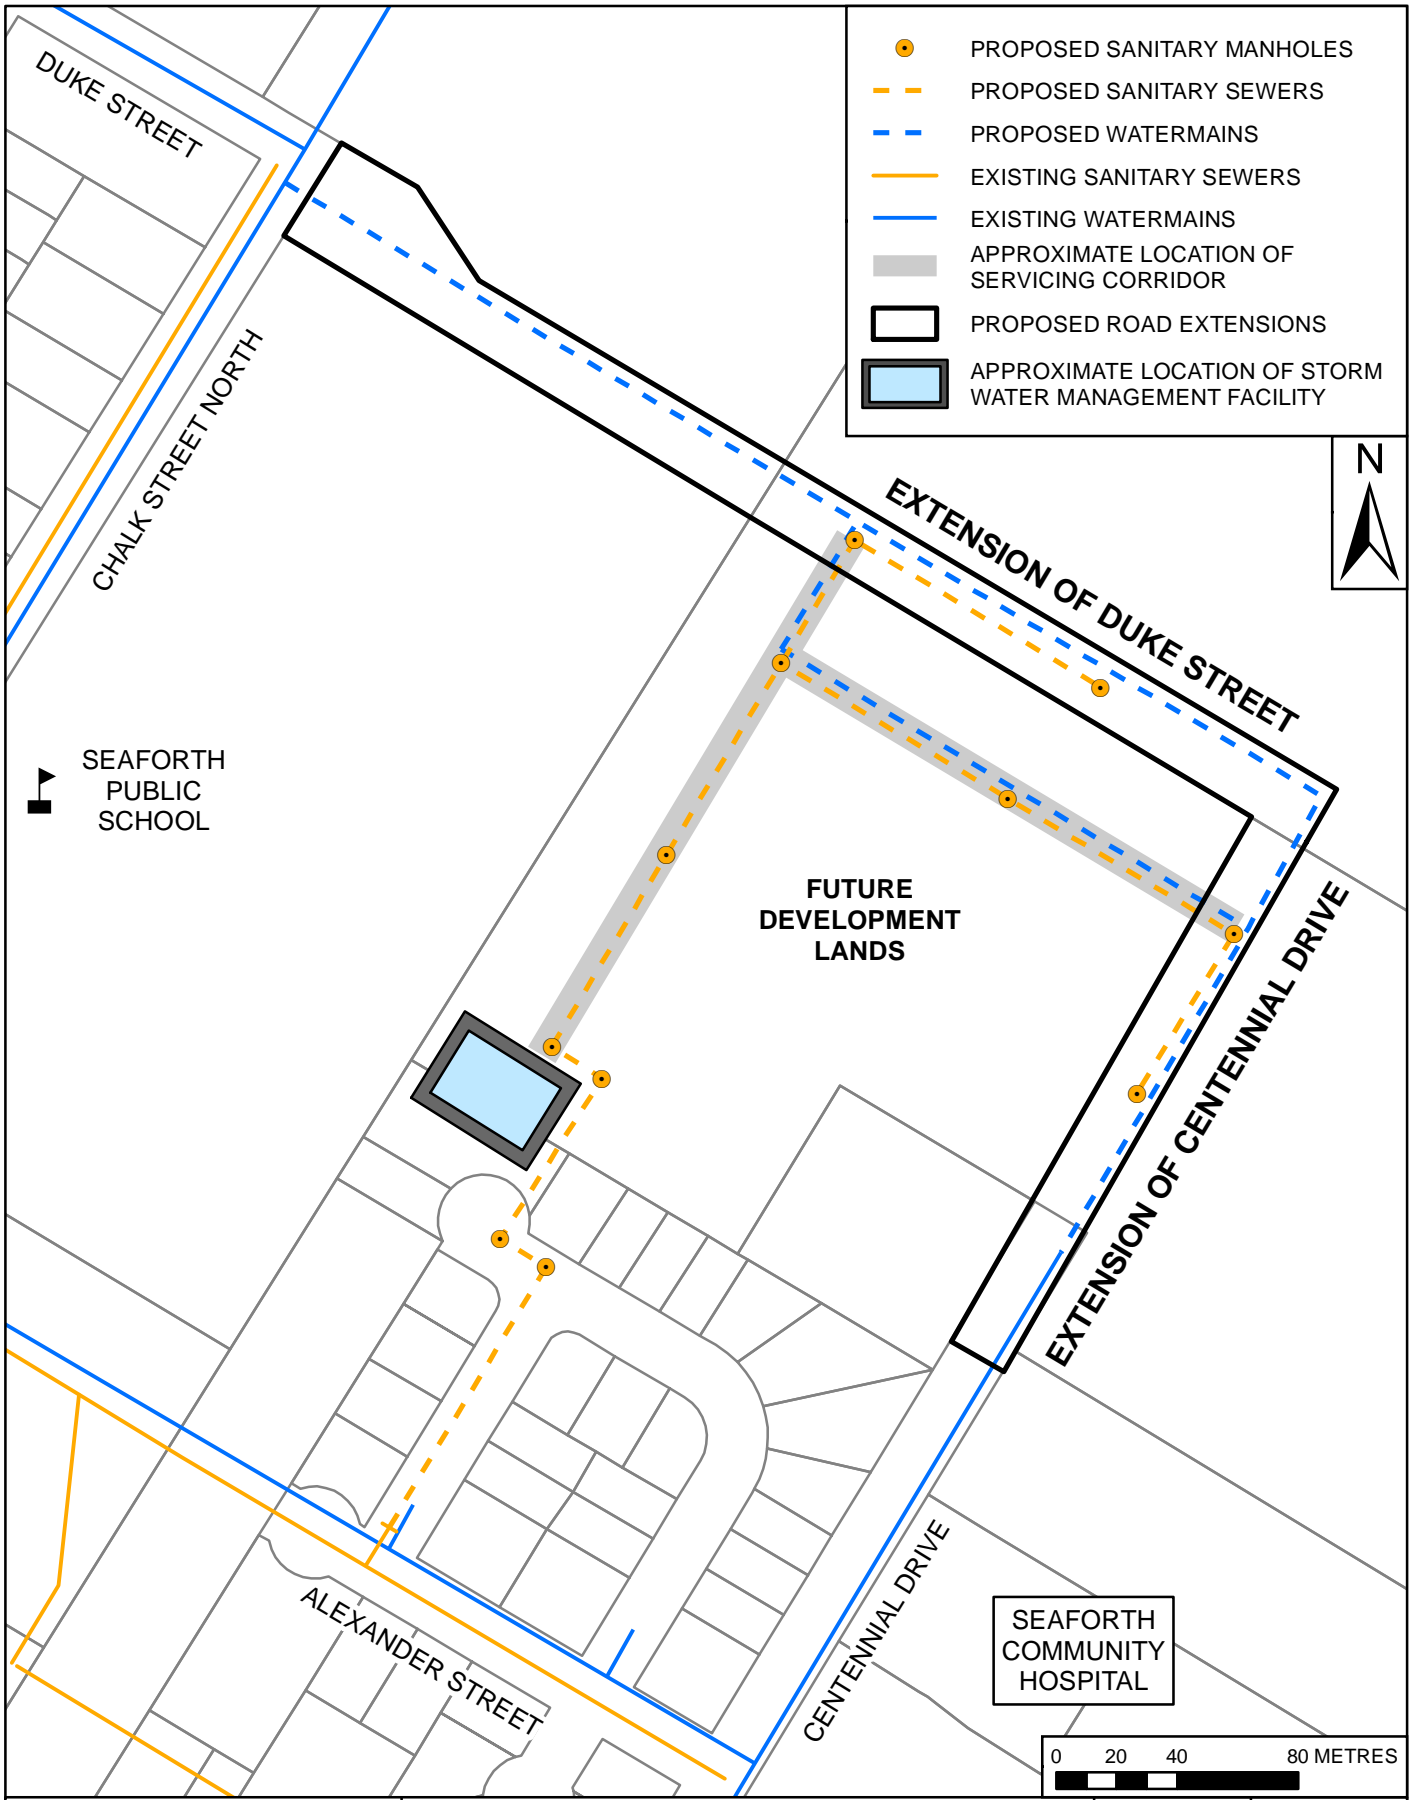 PROPOSED SANITARY MANHOLES
PROPOSED SANITARY SEWERS
PROPOSED WATERMAINS
EXISTING SANITARY SEWERS
EXISTING WATERMAINS
APPROXIMATE LOCATION OF
SERVICING CORRIDOR
PROPOSED ROAD EXTENSIONS
APPROXIMATE LOCATION OF STORM
WATER MANAGEMENT FACILITY
N
DUKE STREET
CHALK STREET NORTH
EXTENSION OF DUKE STREET
SEAFORTH
PUBLIC
SCHOOL
FUTURE
DEVELOPMENT
LANDS
EXTENSION OF CENTENNIAL DRIVE
ALEXANDER STREET
CENTENNIAL DRIVE
SEAFORTH
COMMUNITY
HOSPITAL
0 20 40 80 METRES